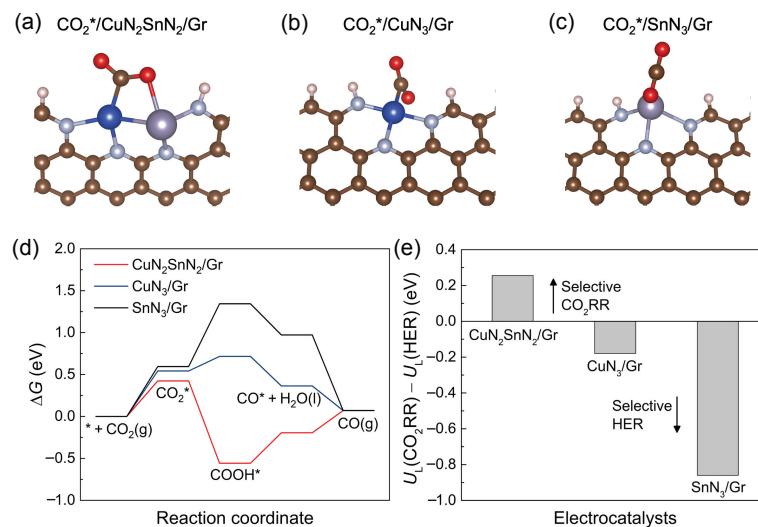 (a) CO₂*/CuN₂SnN₂/Gr
(b) CO₂*/CuN₃/Gr
(c) CO₂*/SnN₃/Gr
(d)
2.0
1.5
1.0
0.5
0.0
−0.5
−1.0
ΔG (eV)
CuN₂SnN₂/Gr
CuN₃/Gr
SnN₃/Gr
* + CO₂(g)
CO₂*
COOH*
CO* + H₂O(l)
CO(g)
Reaction coordinate
(e)
0.4
0.2
0.0
−0.2
−0.4
−0.6
−0.8
−1.0
U_L(CO₂RR) − U_L(HER) (eV)
Selective
CO₂RR
CuN₂SnN₂/Gr
CuN₃/Gr
Selective
HER
SnN₃/Gr
Electrocatalysts